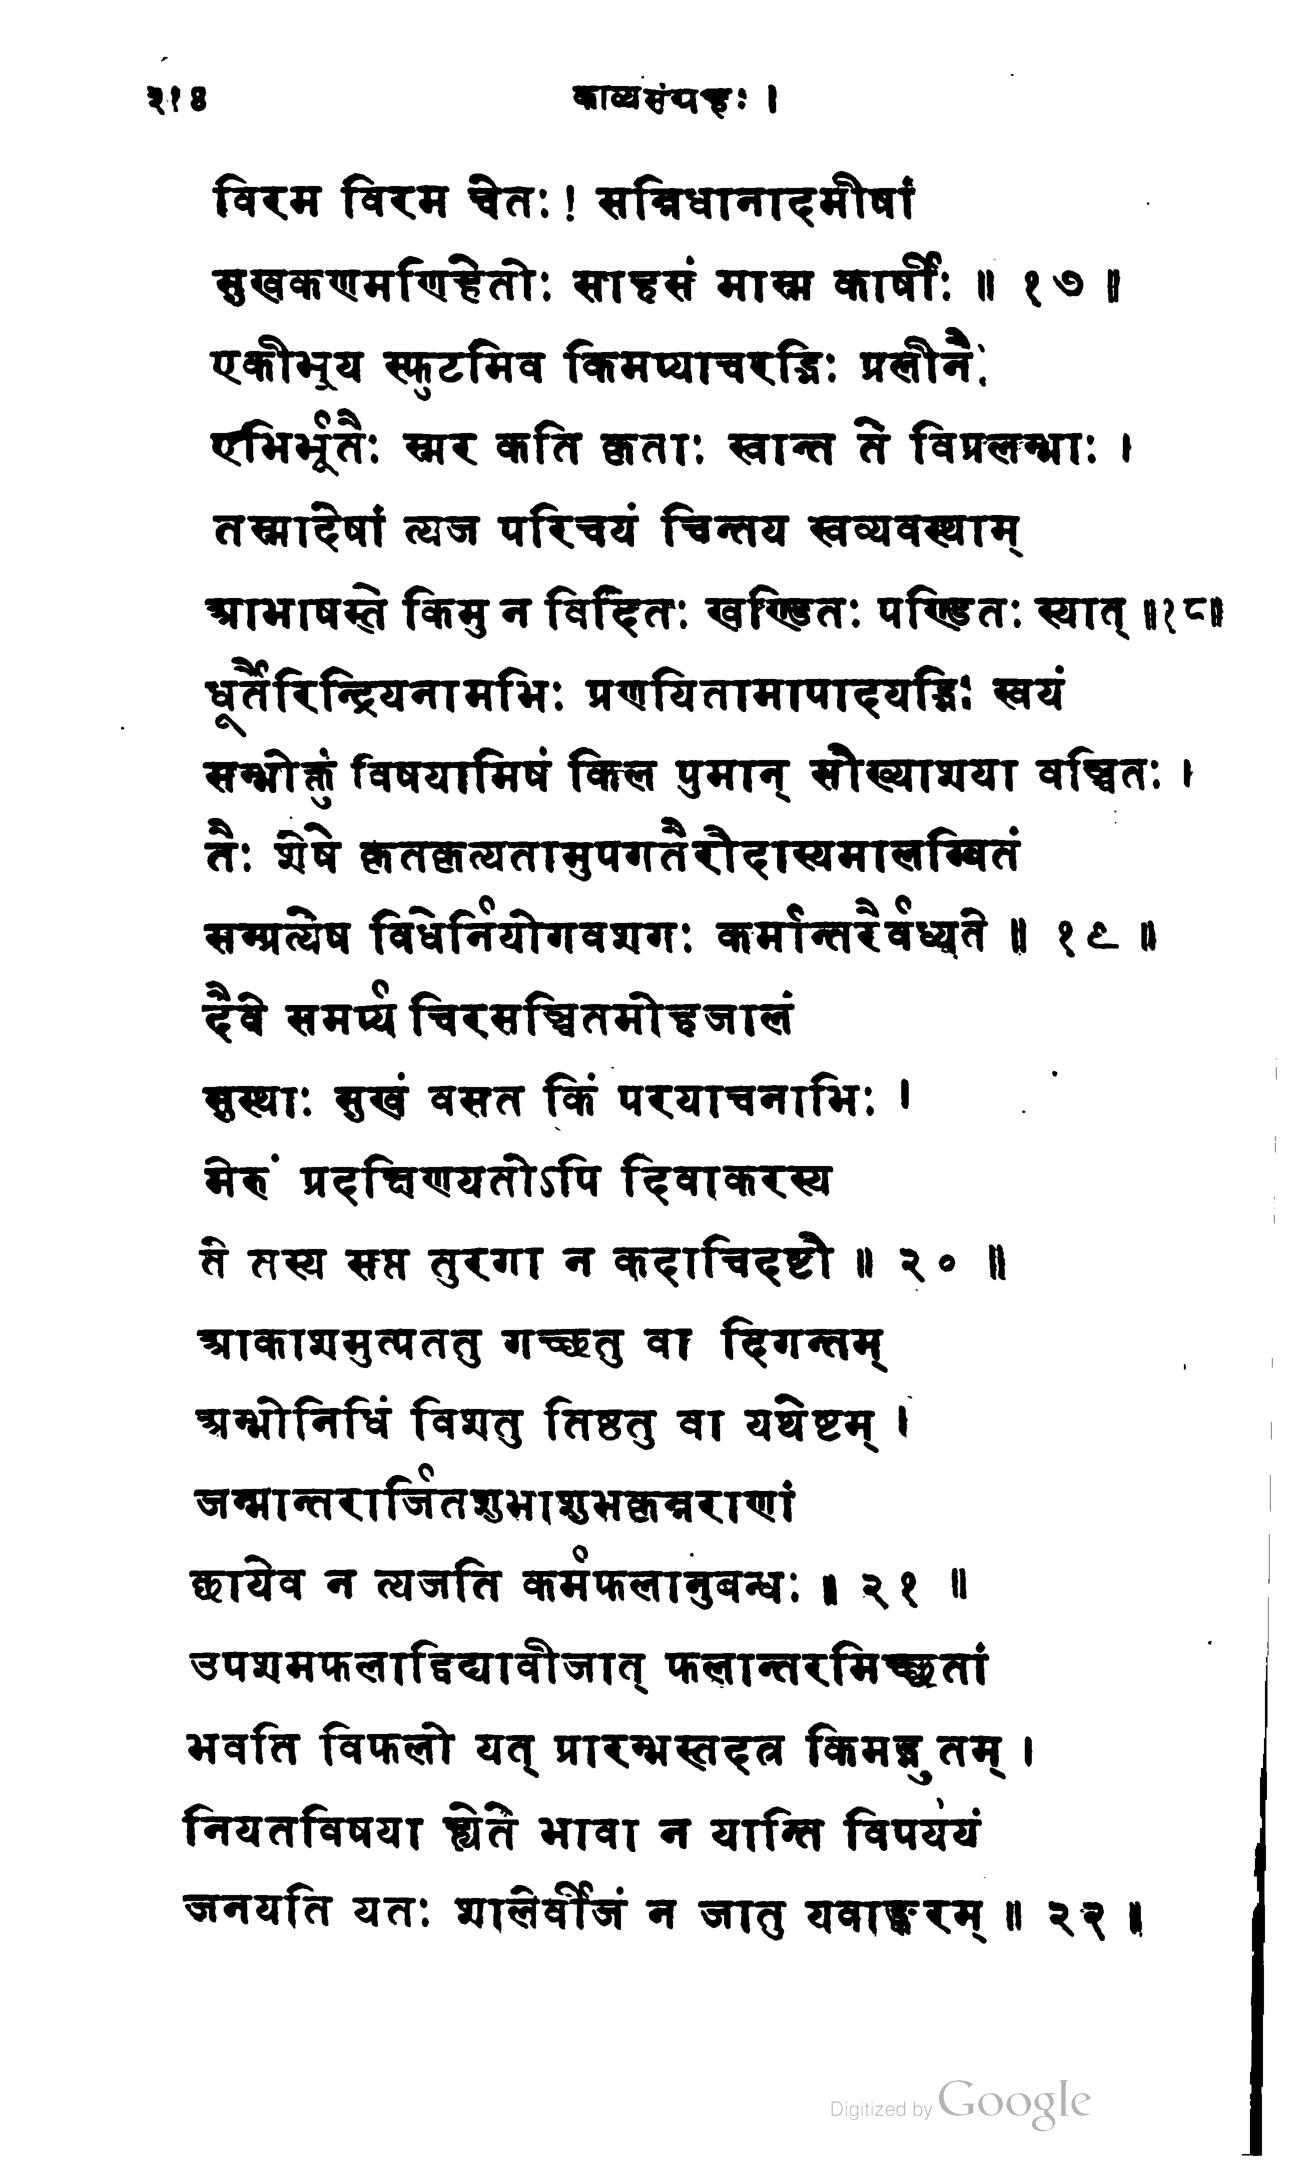 २१४ काव्यसंग्रहः ।
विरम विरम चेतः! सन्निधानादमीषां
सुखकणमणिहेतोः साहसं मास्म कार्षीः ॥ १७ ॥
एकीभूय स्फुटमिव किमप्याचरद्भिः प्रलीनै
एभिर्भूतैः स्मर कति कृताः स्वान्त ते विप्रलम्भाः ।
तस्मादेषां त्यज परिचयं चिन्तय स्वव्यवस्थाम्
आभाषस्ते किमु न विदितः खण्डितः पण्डितः स्यात् ॥१८॥
धूर्तैरिन्द्रियनामभिः प्रणयितामापादयद्भिः स्वयं
सम्भोक्तुं विषयामिषं किल पुमान् सौख्याशया वञ्चितः ।
तैः शेषे कृतकृत्यतामुपगतैरौदास्यमालम्बितं
सम्प्रत्येष विधेर्नियोगवशगः कर्मान्तरैर्वध्यते ॥ १९ ॥
दैवे समर्प्य चिरसञ्चितमोहजालं
सुस्थाः सुखं वसत किं परयाचनाभिः ।
मेरुं प्रदक्षिणयतोऽपि दिवाकरस्य
ते तस्य सप्त तुरगा न कदाचिदष्टौ ॥ २० ॥
आकाशमुत्पततु गच्छतु वा दिगन्तम्
अम्भोनिधिं विशतु तिष्ठतु वा यथेष्टम् ।
जन्मान्तरार्जितशुभाशुभकृन्नराणां
छायेव न त्यजति कर्मफलानुबन्धः ॥ २१ ॥
उपशमफलाद्विद्यावीजात् फलान्तरमिच्छतां
भवति विफलो यत् प्रारम्भस्तदत्र किमद्भुतम् ।
नियतविषया ह्येते भावा न यान्ति विपर्ययं
जनयति यतः शालेर्वीजं न जातु यवाङ्कुरम् ॥ २२ ॥
Digitized by Google